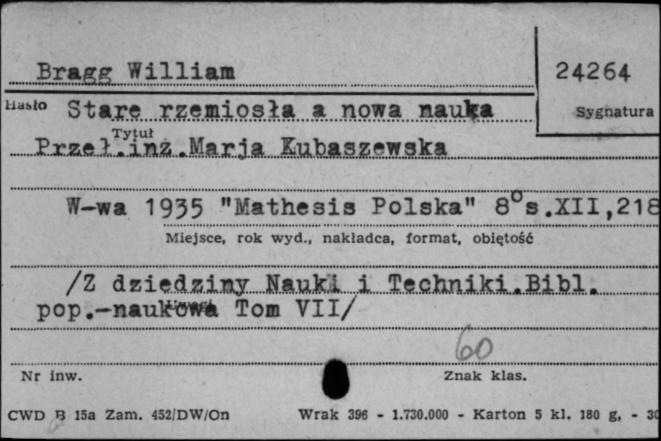 Bragg William
24264
Hasło Stare rzemiosła a nowa nauka
Sygnatura
Tytuł
Przeł.inż.Marja Kubaszewska
W-wa 1935 "Mathesis Polska" 8°s.XII,218
Miejsce, rok wyd., nakładca, format, objętość
/Z dziedziny Nauki i Techniki.Bibl.
pop.-naukowa Tom VII/
60
Nr inw.
Znak klas.
CWD B 15a Zam. 452/DW/On Wrak 396 - 1.730.000 - Karton 5 kl. 180 g, - 30